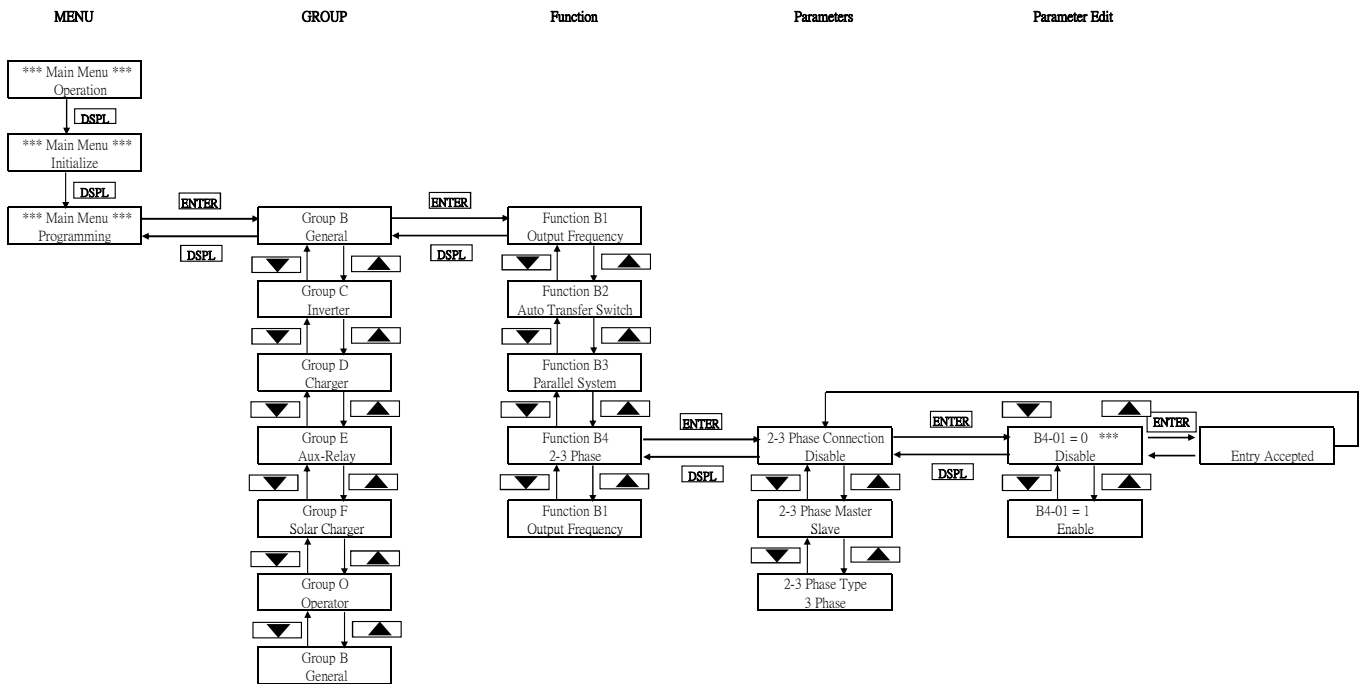 MENU
GROUP
Function
Parameters
Parameter Edit
*** Main Menu ***
Operation
DSPL
*** Main Menu ***
Initialize
DSPL
*** Main Menu ***
Programming
ENTER
DSPL
Group B
General
Group C
Inverter
Group D
Charger
Group E
Aux-Relay
Group F
Solar Charger
Group O
Operator
Group B
General
ENTER
DSPL
Function B1
Output Frequency
Function B2
Auto Transfer Switch
Function B3
Parallel System
Function B4
2-3 Phase
Function B1
Output Frequency
ENTER
DSPL
2-3 Phase Connection
Disable
2-3 Phase Master
Slave
2-3 Phase Type
3 Phase
ENTER
DSPL
B4-01 = 0 ***
Disable
B4-01 = 1
Enable
ENTER
Entry Accepted